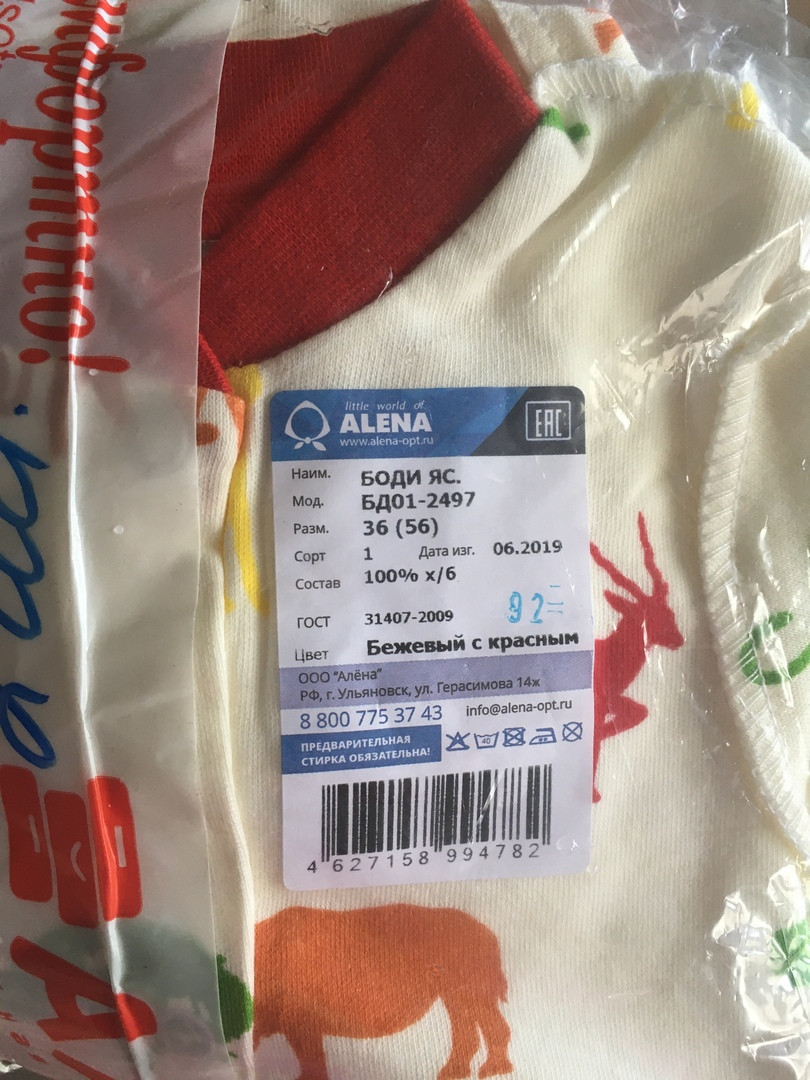 little world of
ALENA
www.alena-opt.ru
EAC
Наим. БОДИ ЯС.
Мод. БД01-2497
Разм. 36 (56)
Сорт 1 Дата изг. 06.2019
Состав 100% х/б
92=
ГОСТ 31407-2009
Цвет Бежевый с красным
ООО "Алёна"
РФ, г. Ульяновск, ул. Герасимова 14ж
8 800 775 37 43 info@alena-opt.ru
ПРЕДВАРИТЕЛЬНАЯ
СТИРКА ОБЯЗАТЕЛЬНА!
40
4 627158 994782